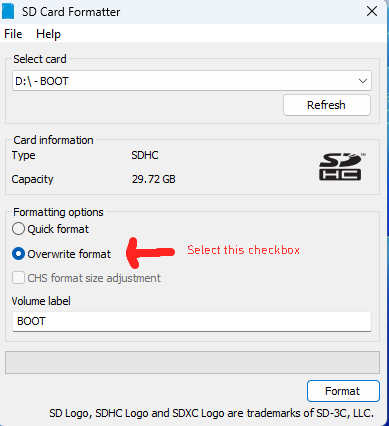 SD Card Formatter
File Help
Select card
D:\ - BOOT
Refresh
Card information
Type SDHC
Capacity 29.72 GB
SD
HC
TM
Formatting options
Quick format
Overwrite format
Select this checkbox
CHS format size adjustment
Volume label
BOOT
Format
SD Logo, SDHC Logo and SDXC Logo are trademarks of SD-3C, LLC.